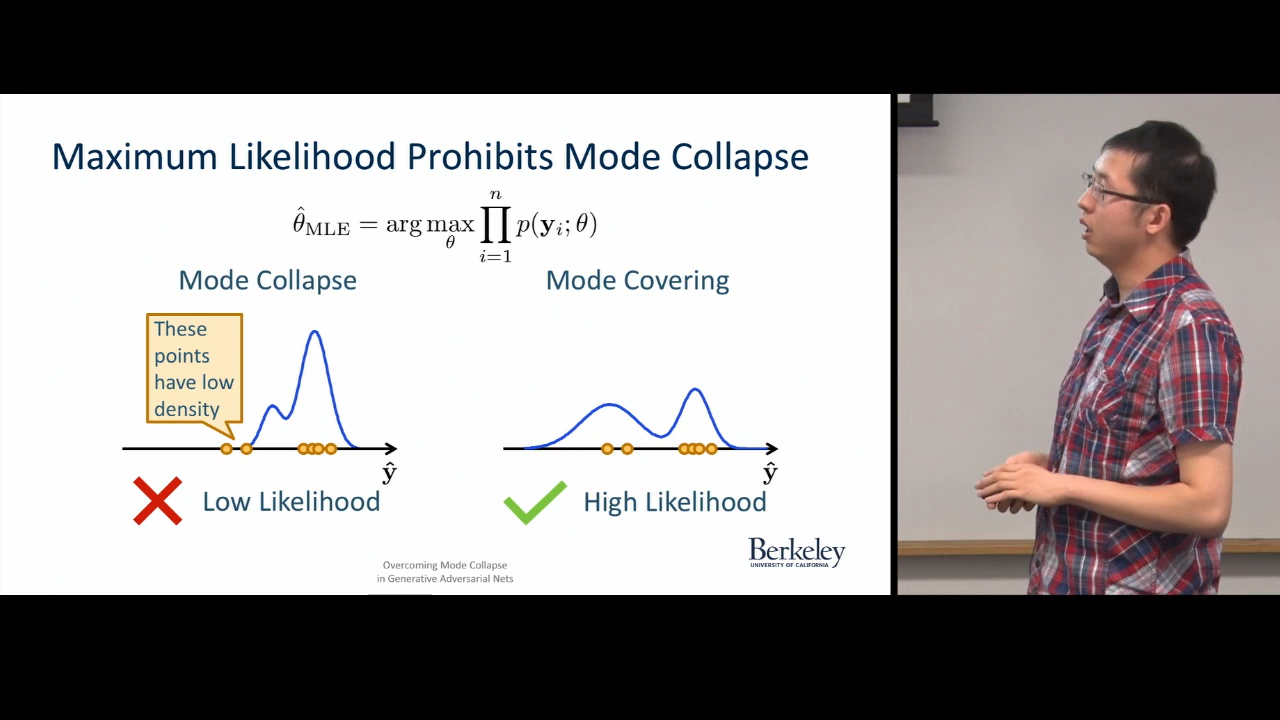 Maximum Likelihood Prohibits Mode Collapse
θ̂_MLE = arg max_θ ∏_{i=1}^{n} p(y_i; θ)
Mode Collapse
Mode Covering
These
points
have low
density
ŷ
ŷ
Low Likelihood
High Likelihood
Berkeley
UNIVERSITY OF CALIFORNIA
Overcoming Mode Collapse
in Generative Adversarial Nets